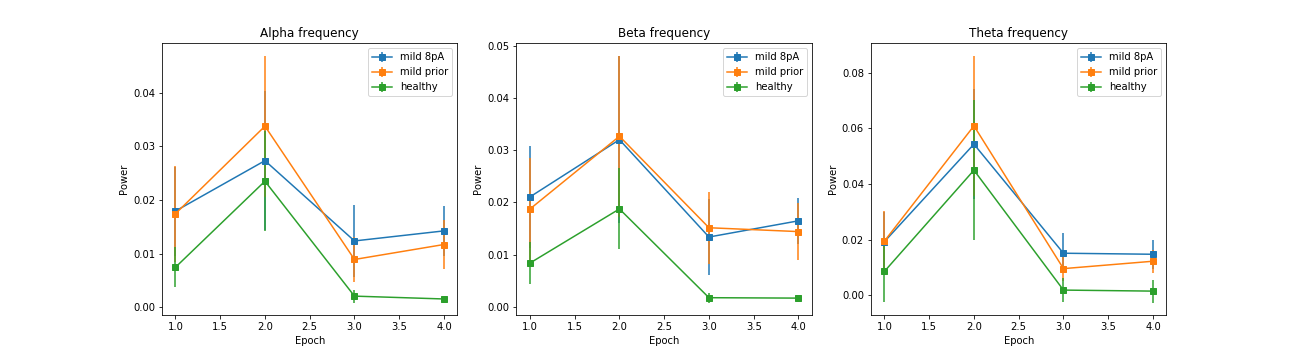 Alpha frequency
mild 8pA
mild prior
healthy
0.04
0.03
0.02
0.01
0.00
Power
1.0 1.5 2.0 2.5 3.0 3.5 4.0
Epoch
Beta frequency
mild 8pA
mild prior
healthy
0.05
0.04
0.03
0.02
0.01
0.00
Power
1.0 1.5 2.0 2.5 3.0 3.5 4.0
Epoch
Theta frequency
mild 8pA
mild prior
healthy
0.08
0.06
0.04
0.02
0.00
Power
1.0 1.5 2.0 2.5 3.0 3.5 4.0
Epoch